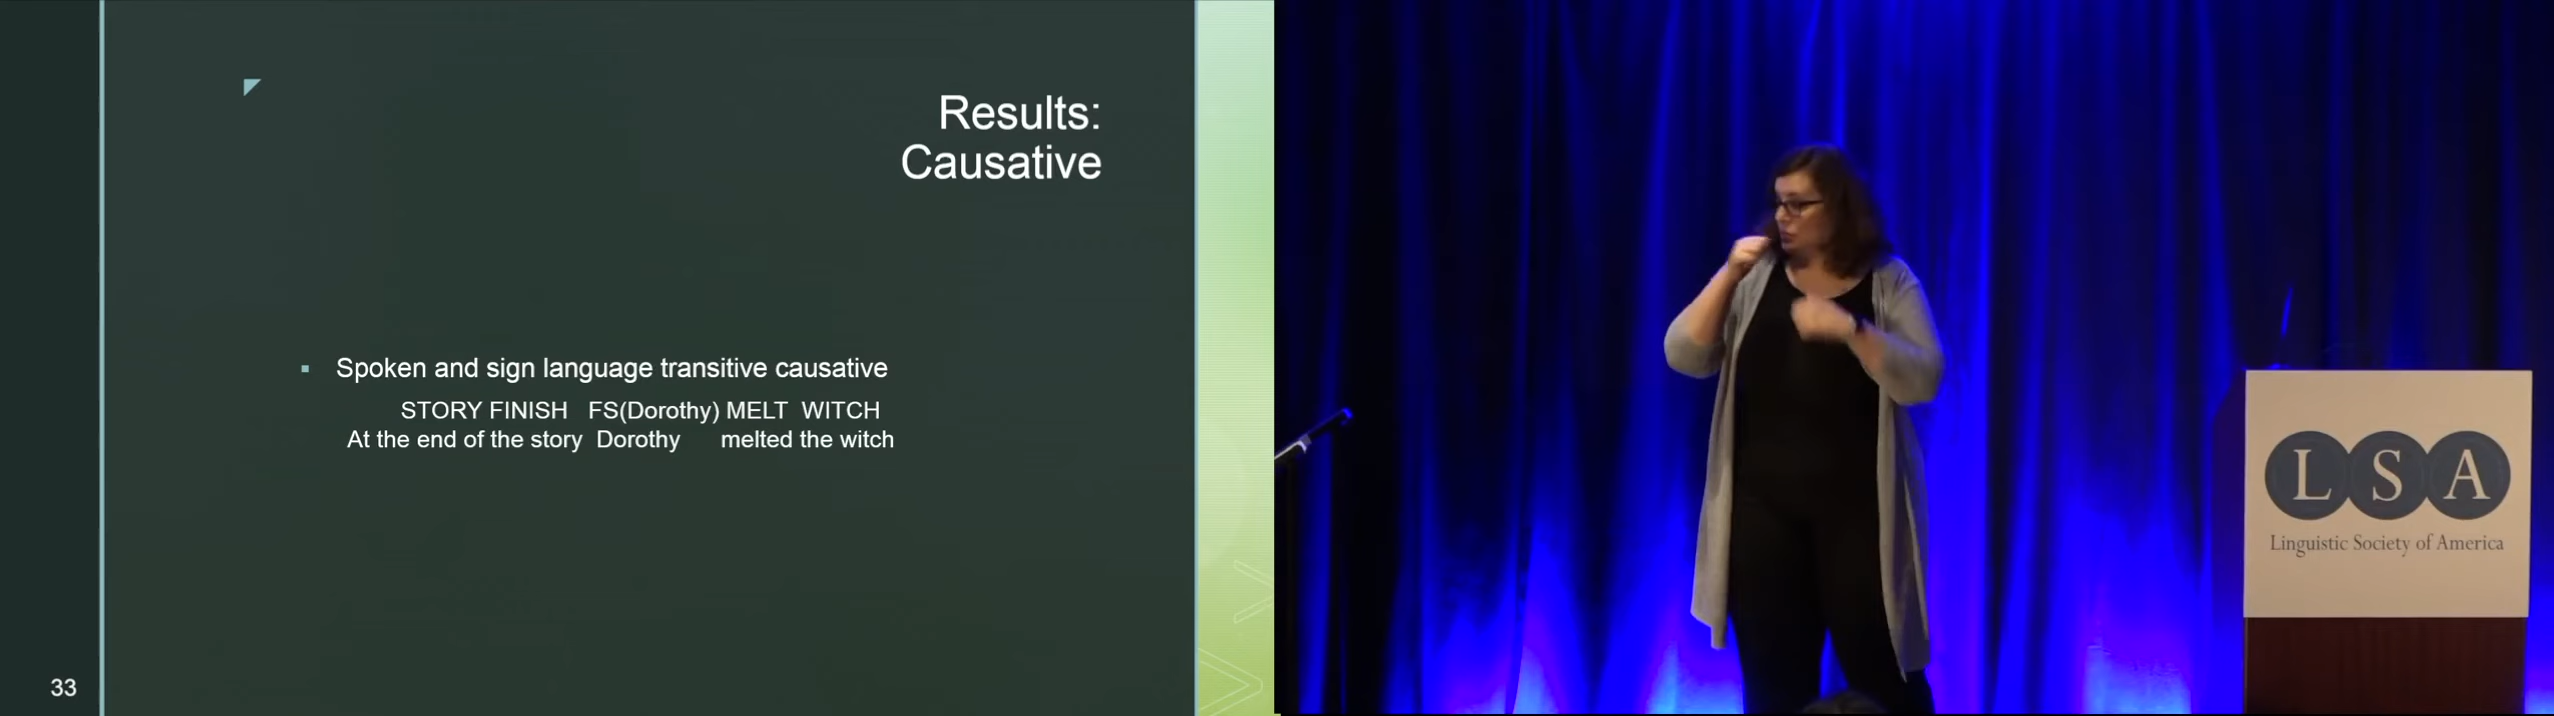 Results:
Causative
Spoken and sign language transitive causative
STORY FINISH FS(Dorothy) MELT WITCH
At the end of the story Dorothy melted the witch
33
LSA
Linguistic Society of America